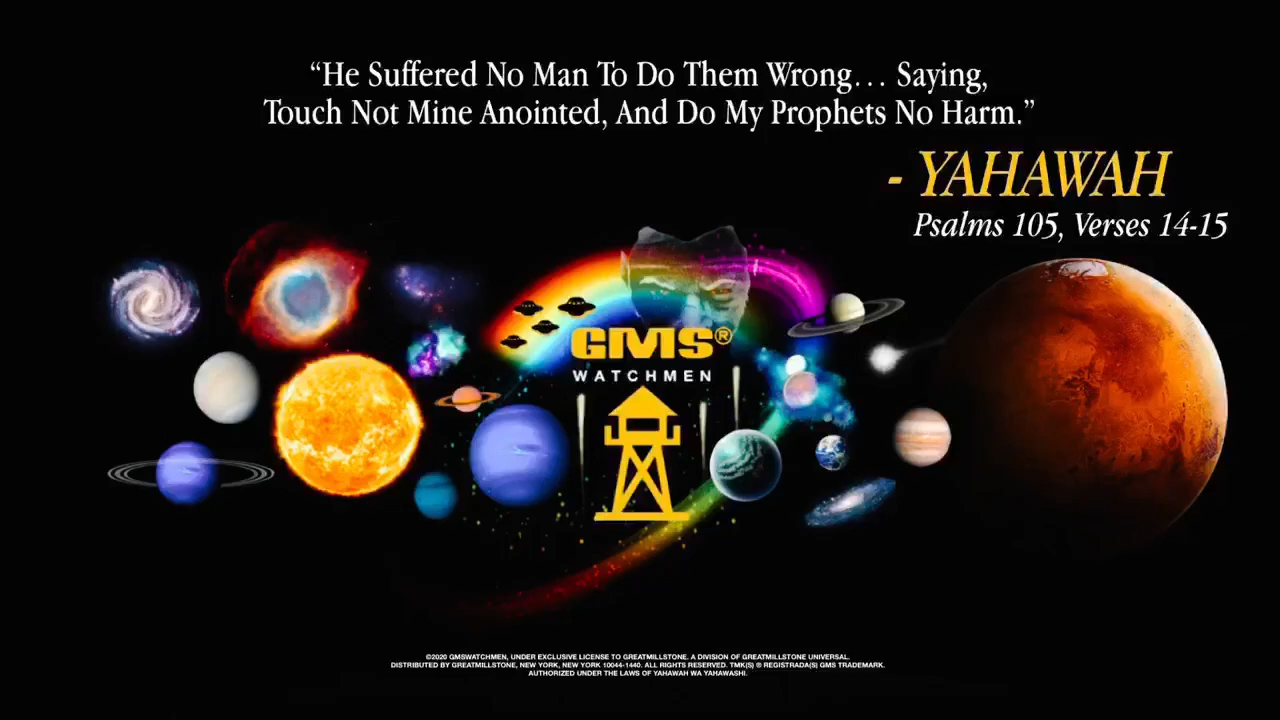 “He Suffered No Man To Do Them Wrong… Saying,
Touch Not Mine Anointed, And Do My Prophets No Harm.”
- YAHAWAH
Psalms 105, Verses 14-15
GMS®
WATCHMEN
©2020 GMSWATCHMEN, UNDER EXCLUSIVE LICENSE TO GREATMILLSTONE. A DIVISION OF GREATMILLSTONE UNIVERSAL.
DISTRIBUTED BY GREATMILLSTONE, NEW YORK, NEW YORK 10044-1440. ALL RIGHTS RESERVED. TMK(S) ® REGISTRADA(S) GMS TRADEMARK.
AUTHORIZED UNDER THE LAWS OF YAHAWAH WA YAHAWASHI.